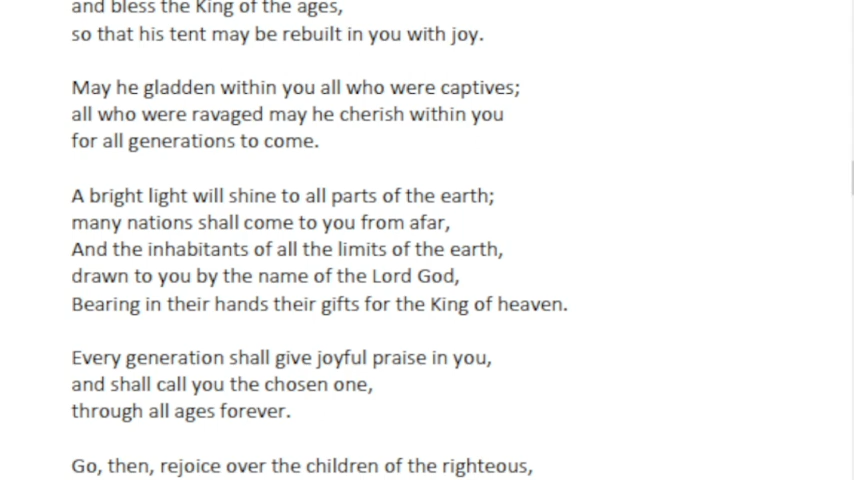 and bless the King of the ages,
so that his tent may be rebuilt in you with joy.
May he gladden within you all who were captives;
all who were ravaged may he cherish within you
for all generations to come.
A bright light will shine to all parts of the earth;
many nations shall come to you from afar,
And the inhabitants of all the limits of the earth,
drawn to you by the name of the Lord God,
Bearing in their hands their gifts for the King of heaven.
Every generation shall give joyful praise in you,
and shall call you the chosen one,
through all ages forever.
Go, then, rejoice over the children of the righteous,